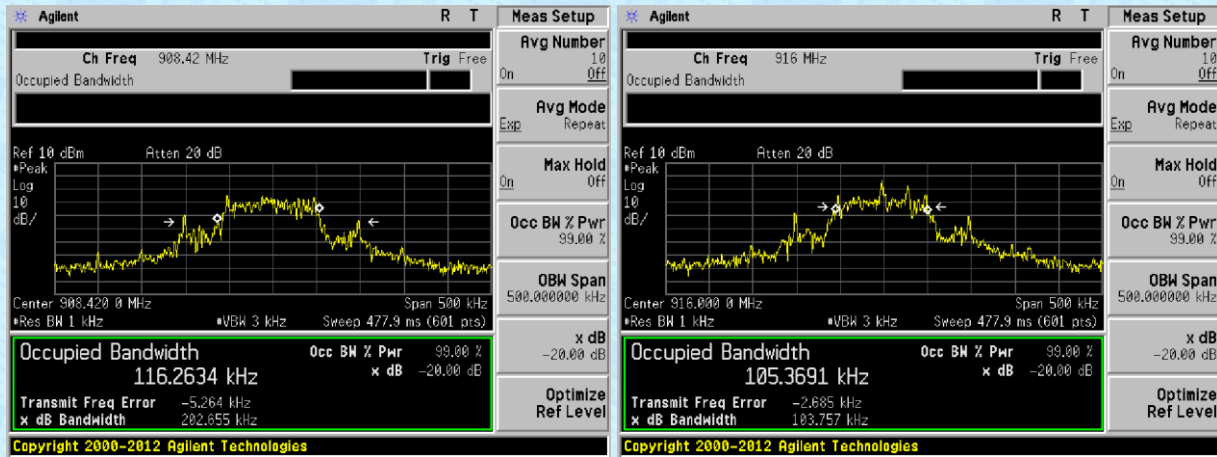 Agilent R T
Ch Freq 908.42 MHz Trig Free
Occupied Bandwidth
Ref 10 dBm Atten 20 dB
#Peak
Log
10
dB/
Center 908.420 0 MHz Span 500 kHz
#Res BW 1 kHz #VBW 3 kHz Sweep 477.9 ms (601 pts)
Occupied Bandwidth Occ BW % Pwr 99.00 %
116.2634 kHz x dB -20.00 dB
Transmit Freq Error -5.264 kHz
x dB Bandwidth 202.655 kHz
Copyright 2000-2012 Agilent Technologies
Meas Setup
Avg Number
10
On Off
Avg Mode
Exp Repeat
Max Hold
On Off
Occ BW % Pwr
99.00 %
OBW Span
500.000000 kHz
x dB
-20.00 dB
Optimize
Ref Level
Agilent R T
Ch Freq 916 MHz Trig Free
Occupied Bandwidth
Ref 10 dBm Atten 20 dB
#Peak
Log
10
dB/
Center 916.000 0 MHz Span 500 kHz
#Res BW 1 kHz #VBW 3 kHz Sweep 477.9 ms (601 pts)
Occupied Bandwidth Occ BW % Pwr 99.00 %
105.3691 kHz x dB -20.00 dB
Transmit Freq Error -2.685 kHz
x dB Bandwidth 103.757 kHz
Copyright 2000-2012 Agilent Technologies
Meas Setup
Avg Number
10
On Off
Avg Mode
Exp Repeat
Max Hold
On Off
Occ BW % Pwr
99.00 %
OBW Span
500.000000 kHz
x dB
-20.00 dB
Optimize
Ref Level